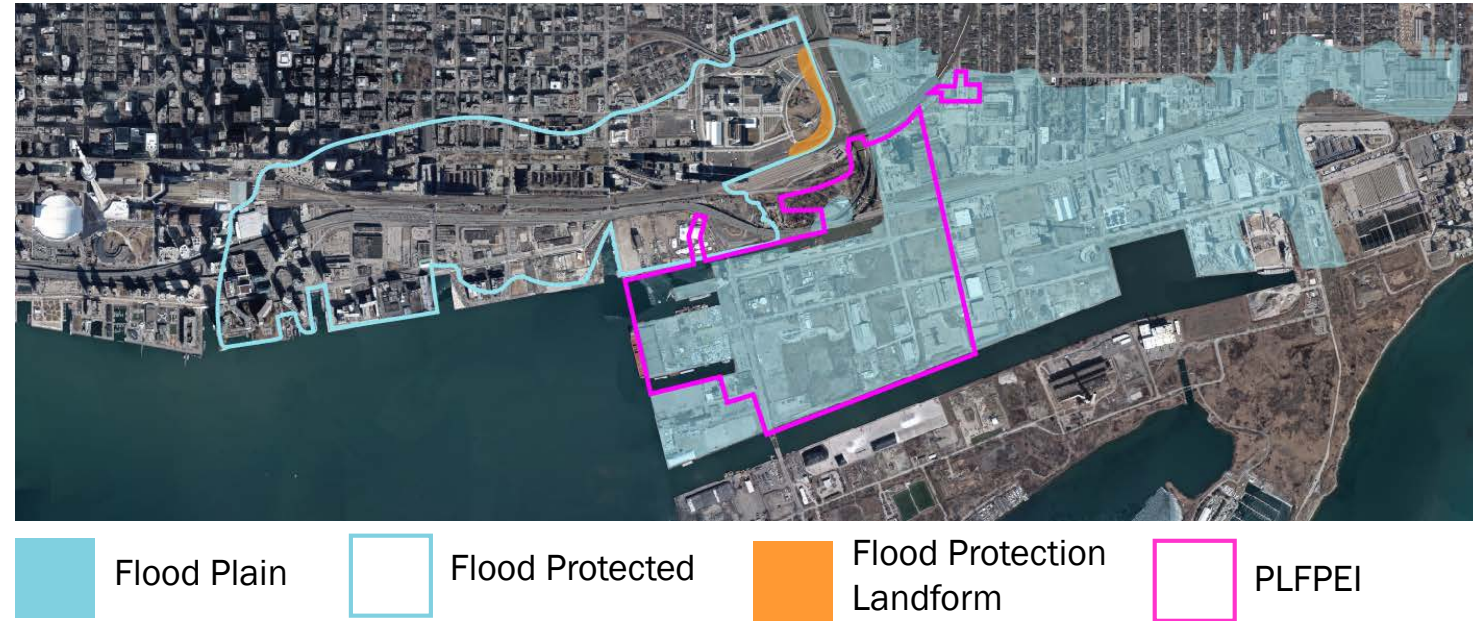 Flood Plain
Flood Protected
Flood Protection
Landform
PLFPEI